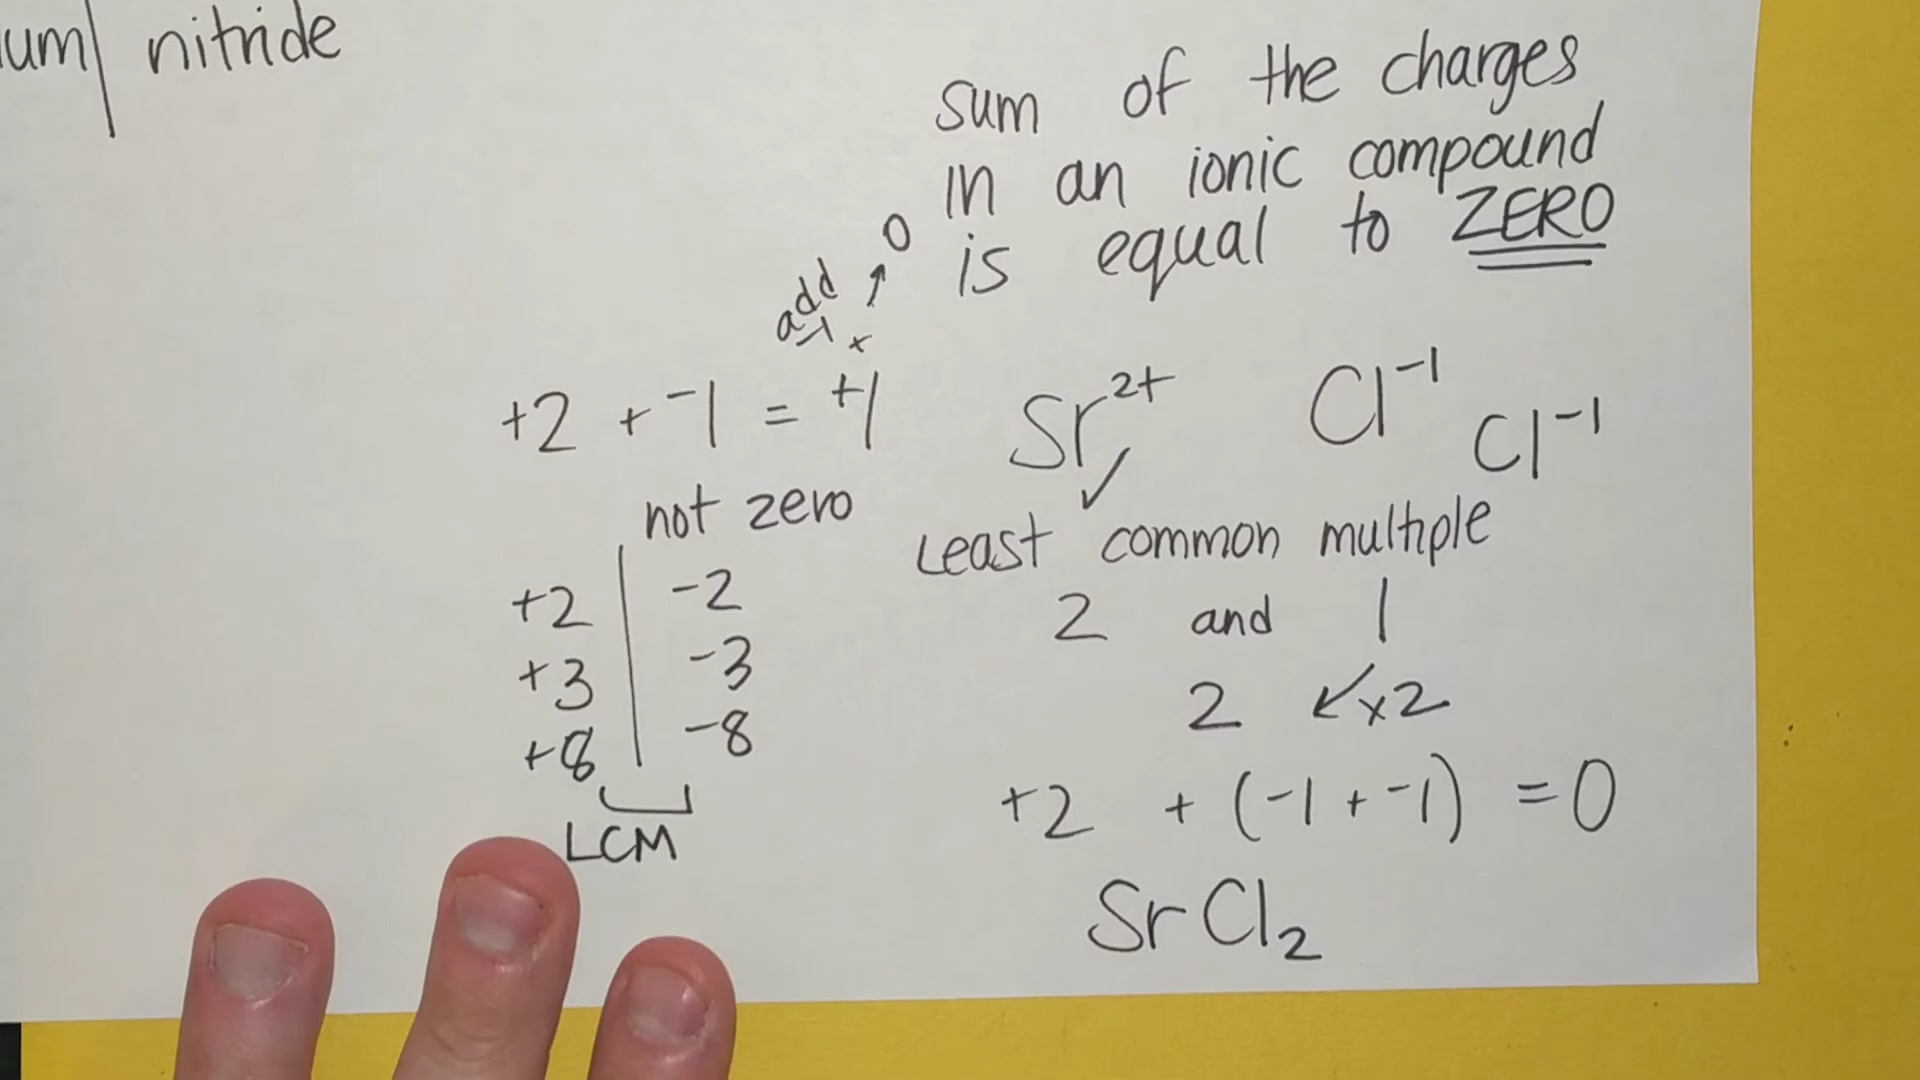 um| nitride
sum of the charges
in an ionic compound
is equal to ZERO
0
add
-1
+2 + -1 = +1
not zero
+2 | -2
+3 | -3
+8 | -8
LCM
Sr2+ Cl-1 Cl-1
✓
Least common multiple
2 and 1
2 ↙x2
+2 + (-1 + -1) = 0
SrCl2